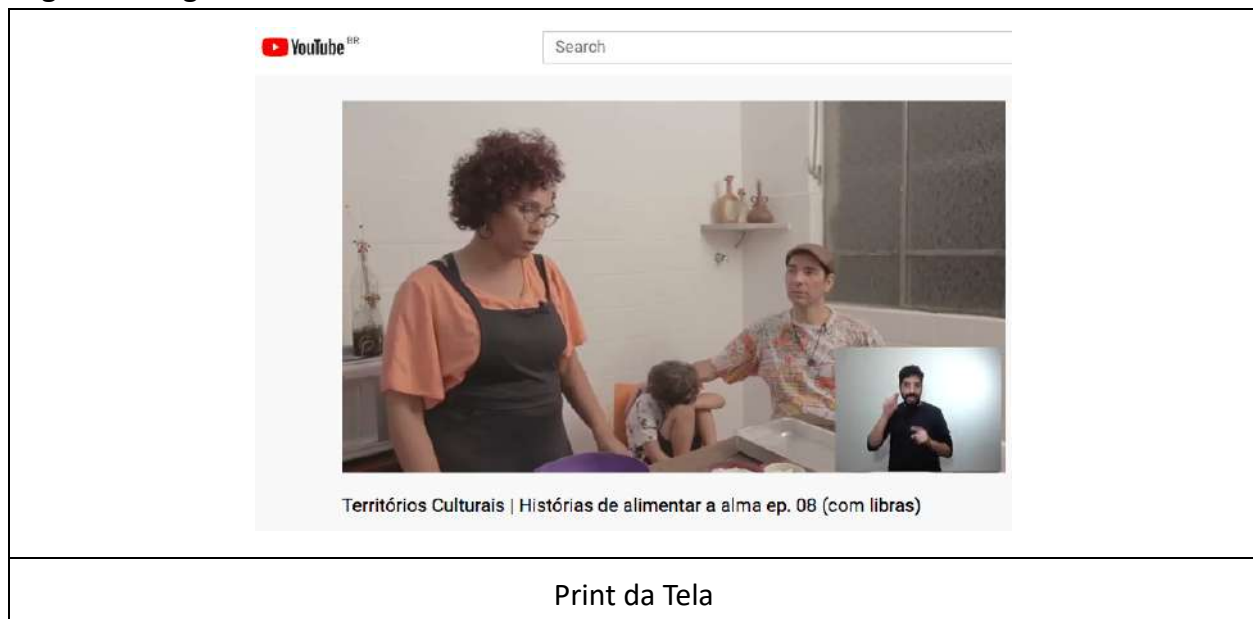 YouTube BR
Search
Territórios Culturais | Histórias de alimentar a alma ep. 08 (com libras)
Print da Tela